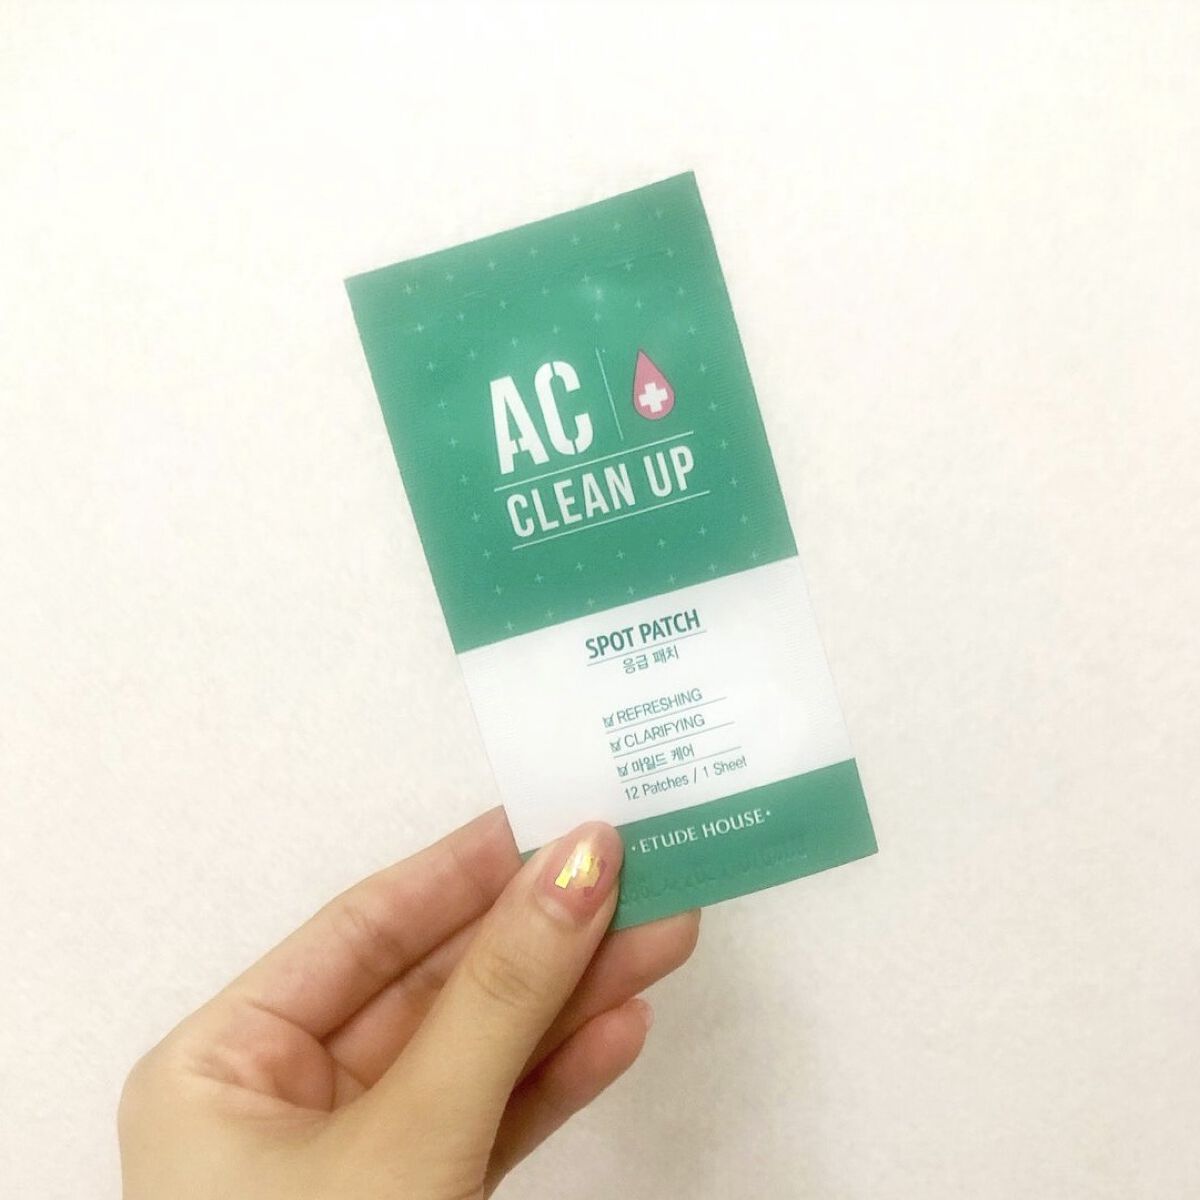 AC
CLEAN UP
SPOT PATCH
응급 패치
REFRESHING
CLARIFYING
마일드 케어
12 Patches / 1 Sheet
·ETUDE HOUSE·